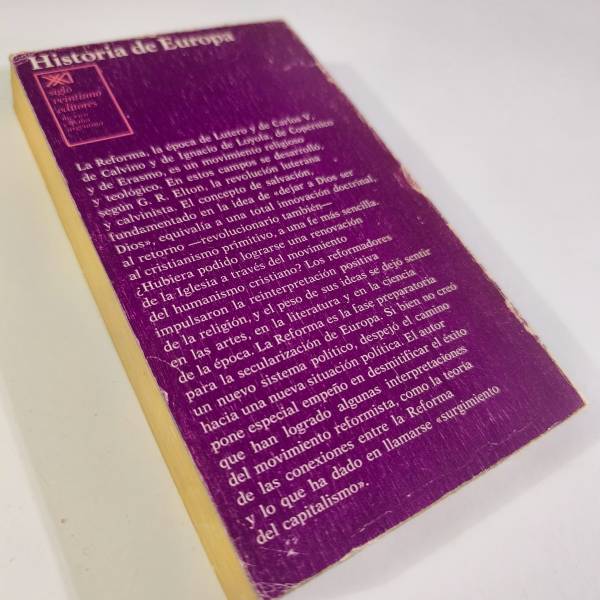 Historia de Europa
siglo
veintiuno
editores
La Reforma, la época de Lutero y de Carlos V,
de Calvino y de Ignacio de Loyola, de Copérnico
y de Erasmo, es un movimiento religioso
y teológico. En estos campos se desarrolló,
según G. R. Elton, la revolución luterana
y calvinista. El concepto de salvación,
fundamentado en la idea de «dejar a Dios ser
Dios», equivalía a una total innovación doctrinal,
al retorno —revolucionario también—
al cristianismo primitivo, a una fe más sencilla.
¿Hubiera podido lograrse una renovación
de la Iglesia a través del movimiento
del humanismo cristiano? Los reformadores
impulsaron la reinterpretación positiva
de la religión, y el peso de sus ideas se dejó sentir
en las artes, en la literatura y en la ciencia
de la época. La Reforma es la fase preparatoria
para la secularización de Europa. Si bien no creó
un nuevo sistema político, despejó el camino
hacia una nueva situación política. El autor
pone especial empeño en desmitificar el éxito
que han logrado algunas interpretaciones
del movimiento reformista, como la teoría
de las conexiones entre la Reforma
y lo que ha dado en llamarse «surgimiento
del capitalismo».